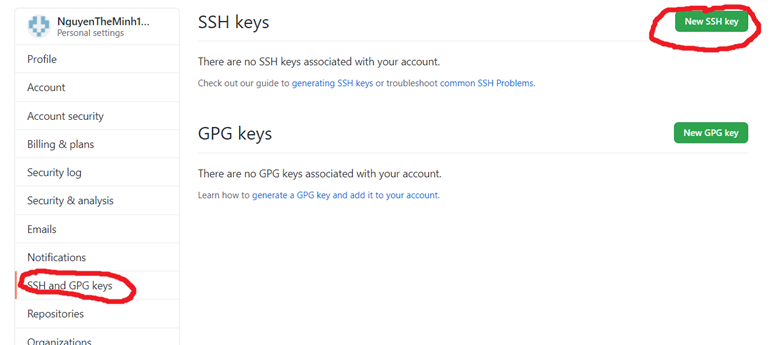 NguyenTheMinh1...
Personal settings
Profile
Account
Account security
Billing & plans
Security log
Security & analysis
Emails
Notifications
SSH and GPG keys
Repositories
Organizations
SSH keys
New SSH key
There are no SSH keys associated with your account.
Check out our guide to generating SSH keys or troubleshoot common SSH Problems.
GPG keys
New GPG key
There are no GPG keys associated with your account.
Learn how to generate a GPG key and add it to your account.